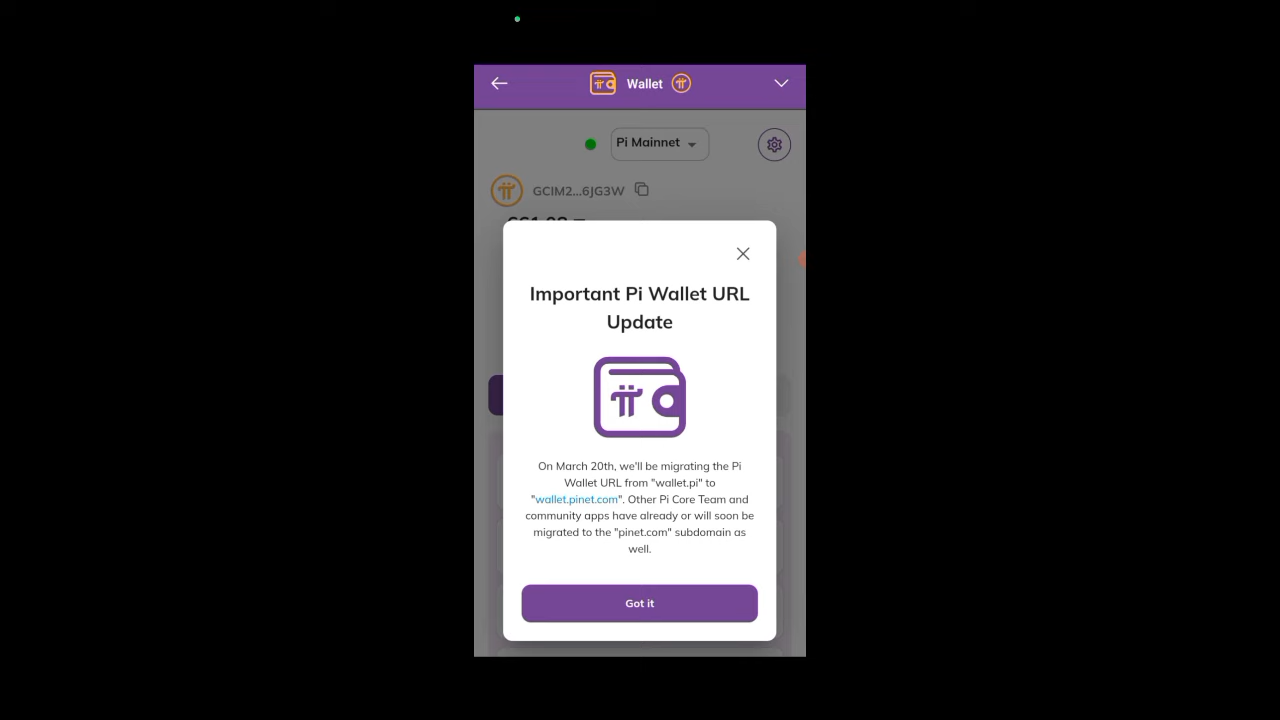 Wallet
Pi Mainnet
GCIM2...6JG3W
Important Pi Wallet URL
Update
On March 20th, we'll be migrating the Pi
Wallet URL from "wallet.pi" to
"wallet.pinet.com". Other Pi Core Team and
community apps have already or will soon be
migrated to the "pinet.com" subdomain as
well.
Got it